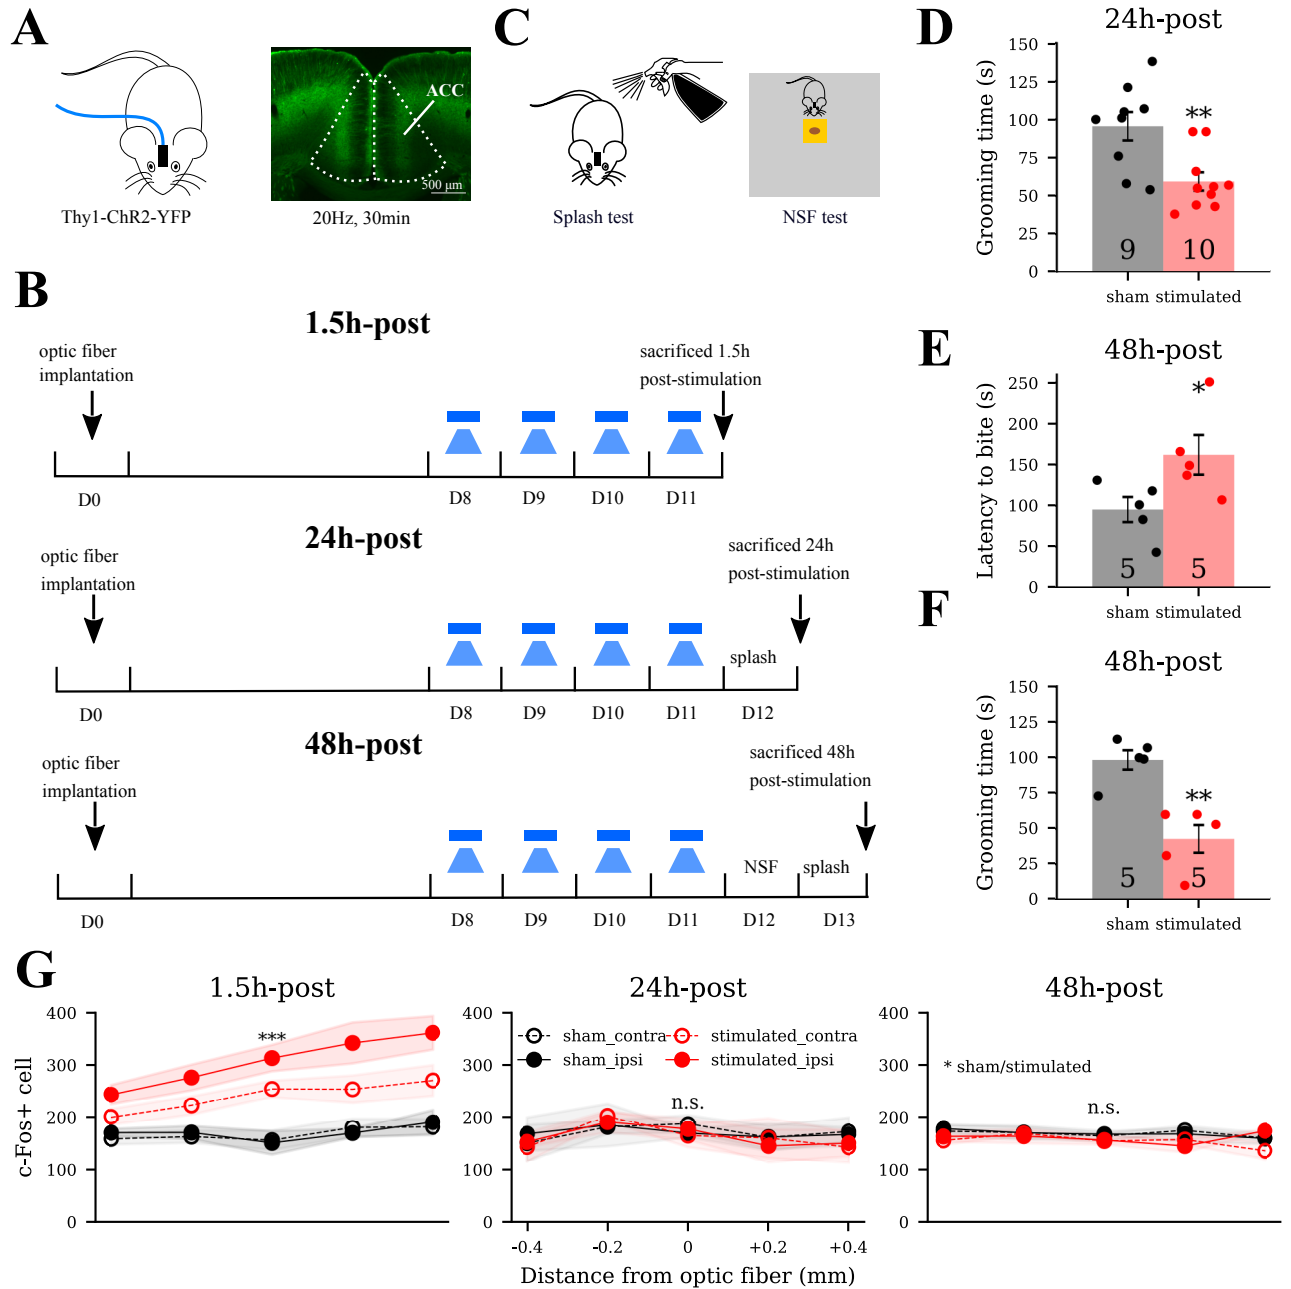 A
ACC
500 μm
Thy1-ChR2-YFP
20Hz, 30min
C
Splash test
NSF test
D
24h-post
Grooming time (s)
150
125
100
75
50
25
0
**
9
10
sham stimulated
B
1.5h-post
optic fiber
implantation
sacrificed 1.5h
post-stimulation
D0
D8
D9
D10
D11
24h-post
optic fiber
implantation
sacrificed 24h
post-stimulation
splash
D0
D8
D9
D10
D11
D12
48h-post
optic fiber
implantation
sacrificed 48h
post-stimulation
NSF
splash
D0
D8
D9
D10
D11
D12
D13
E
48h-post
Latency to bite (s)
250
200
150
100
50
0
*
5
5
sham stimulated
F
48h-post
Grooming time (s)
150
125
100
75
50
25
0
**
5
5
sham stimulated
G
1.5h-post
c-Fos+ cell
400
300
200
100
0
***
24h-post
400
300
200
100
0
sham_contra
stimulated_contra
sham_ipsi
stimulated_ipsi
n.s.
-0.4
-0.2
0
+0.2
+0.4
Distance from optic fiber (mm)
48h-post
400
300
200
100
0
* sham/stimulated
n.s.